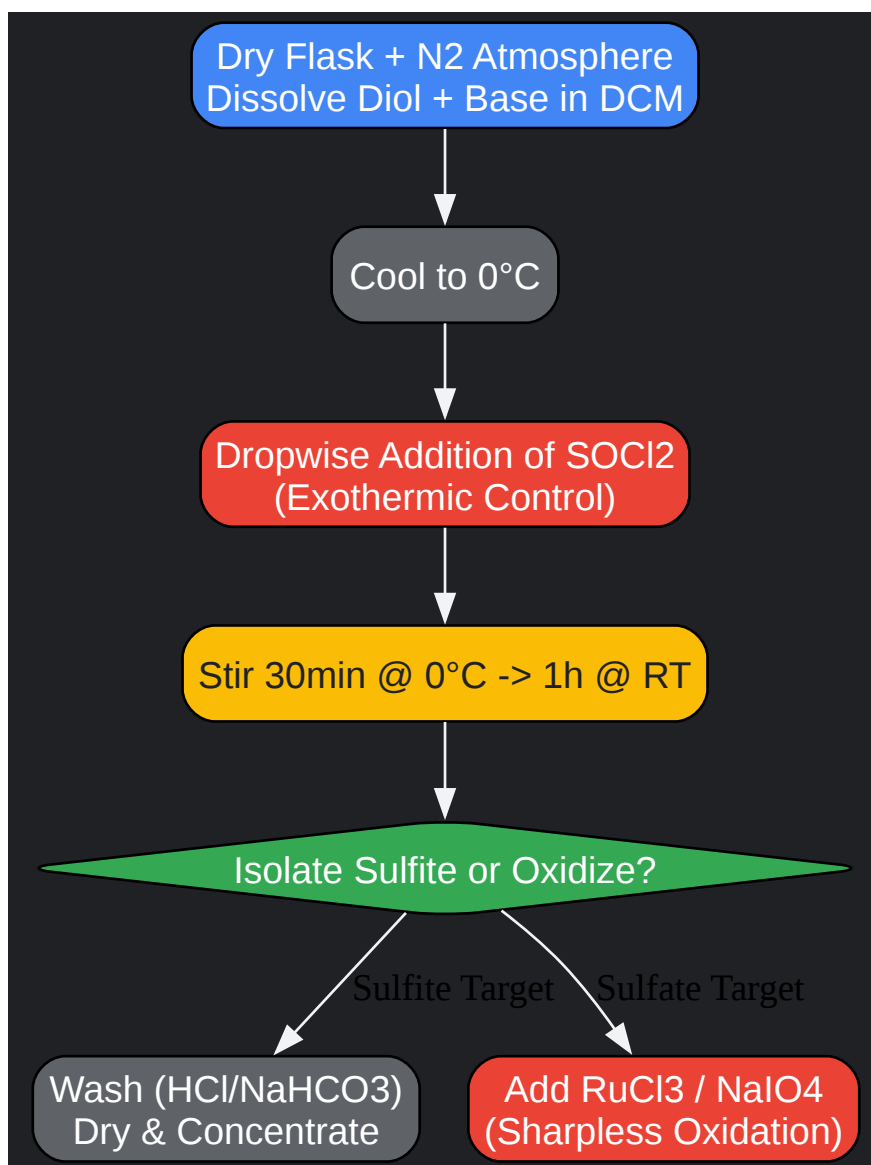 Dry Flask + N2 Atmosphere
Dissolve Diol + Base in DCM
Cool to 0°C
Dropwise Addition of SOCl2
(Exothermic Control)
Stir 30min @ 0°C -> 1h @ RT
Isolate Sulfite or Oxidize?
Sulfite Target
Sulfate Target
Wash (HCl/NaHCO3)
Dry & Concentrate
Add RuCl3 / NaIO4
(Sharpless Oxidation)